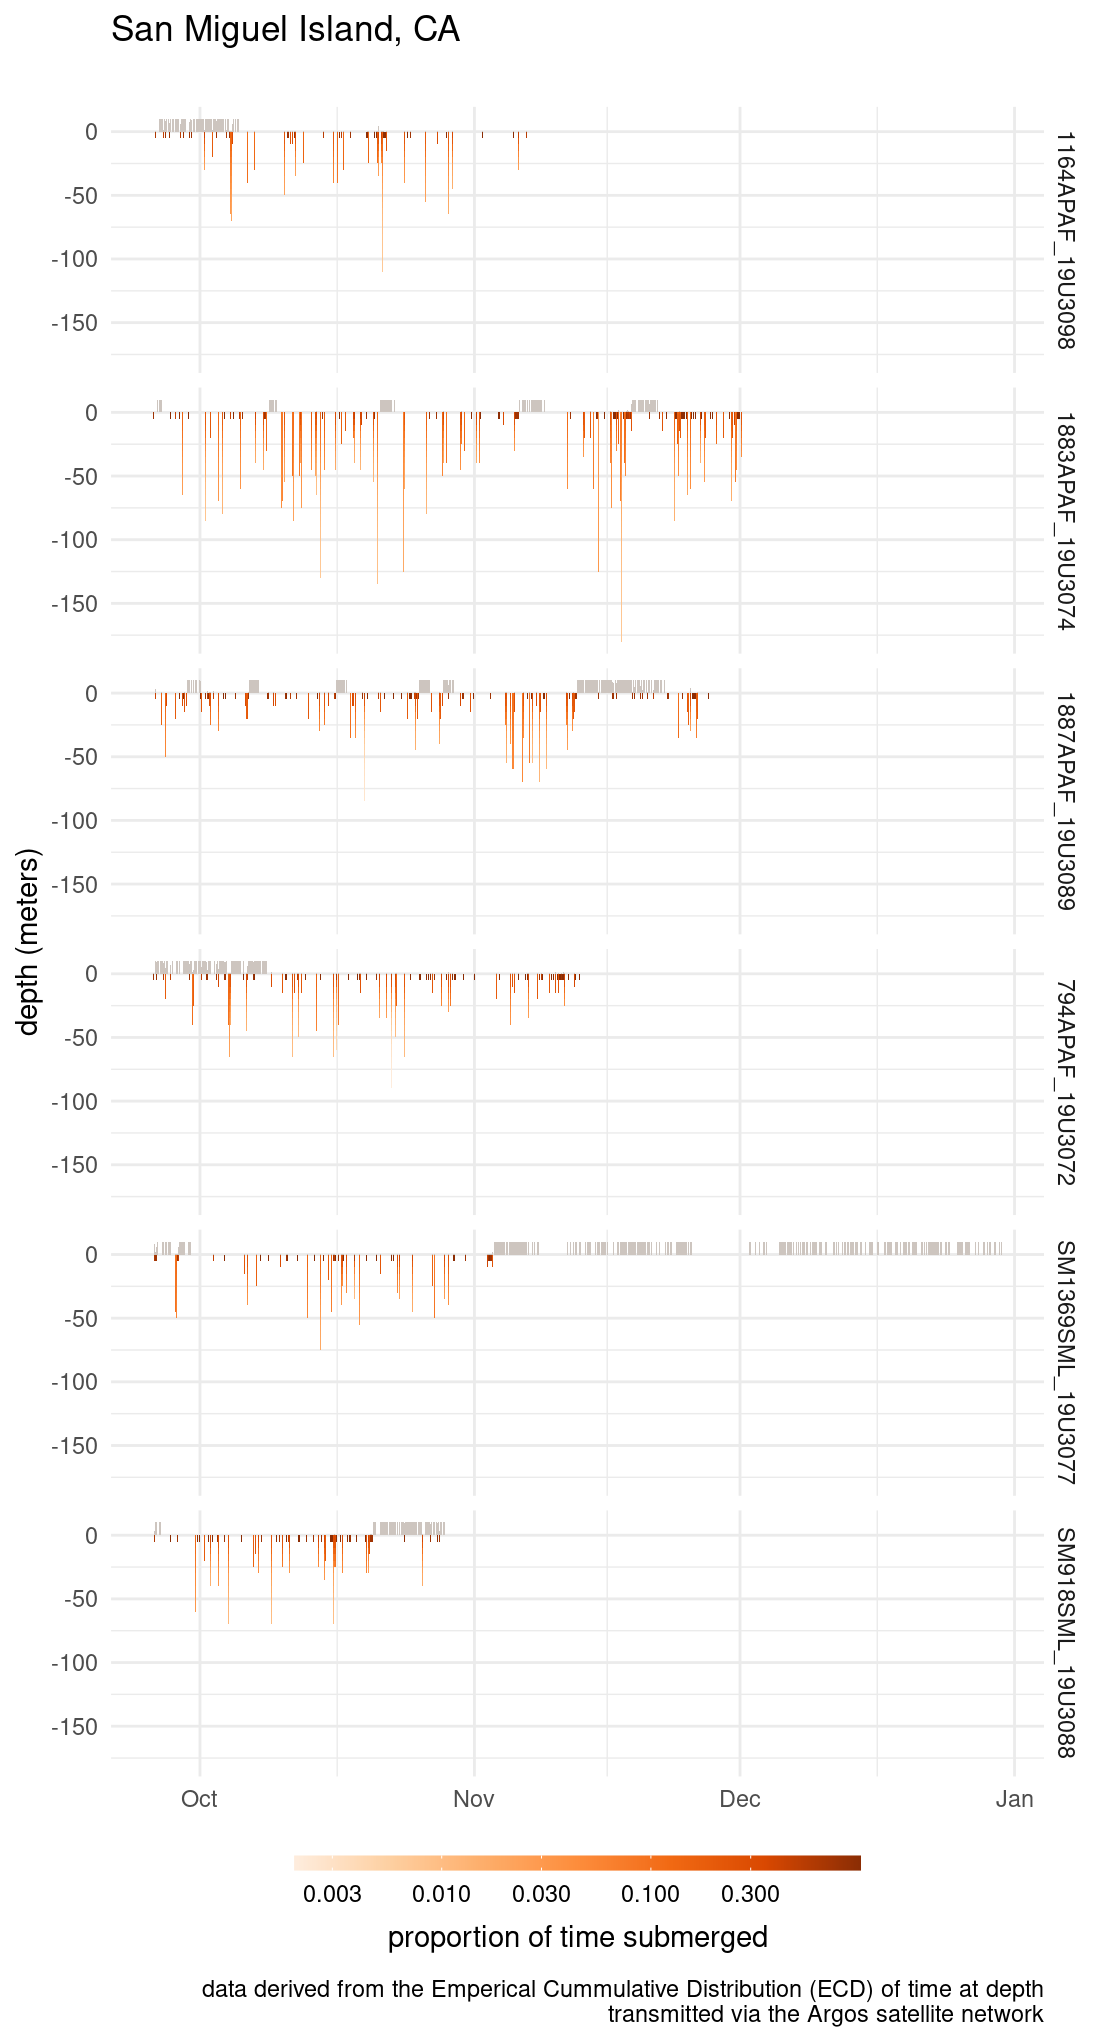 San Miguel Island, CA
0
-50
-100
-150
1164APAF_19U3098
0
-50
-100
-150
1883APAF_19U3074
0
-50
-100
-150
1887APAF_19U3089
depth (meters)
0
-50
-100
-150
794APAF_19U3072
0
-50
-100
-150
SM1369SML_19U3077
0
-50
-100
-150
SM918SML_19U3088
Oct Nov Dec Jan
0.003 0.010 0.030 0.100 0.300
proportion of time submerged
data derived from the Emperical Cummulative Distribution (ECD) of time at depth
transmitted via the Argos satellite network